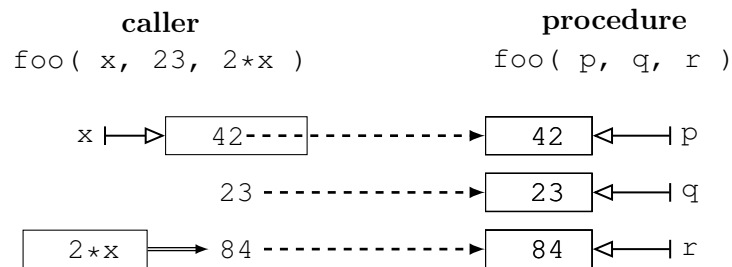 caller procedure
foo( x, 23, 2*x ) foo( p, q, r )
x 42 42 p
23 23 q
2*x 84 84 r